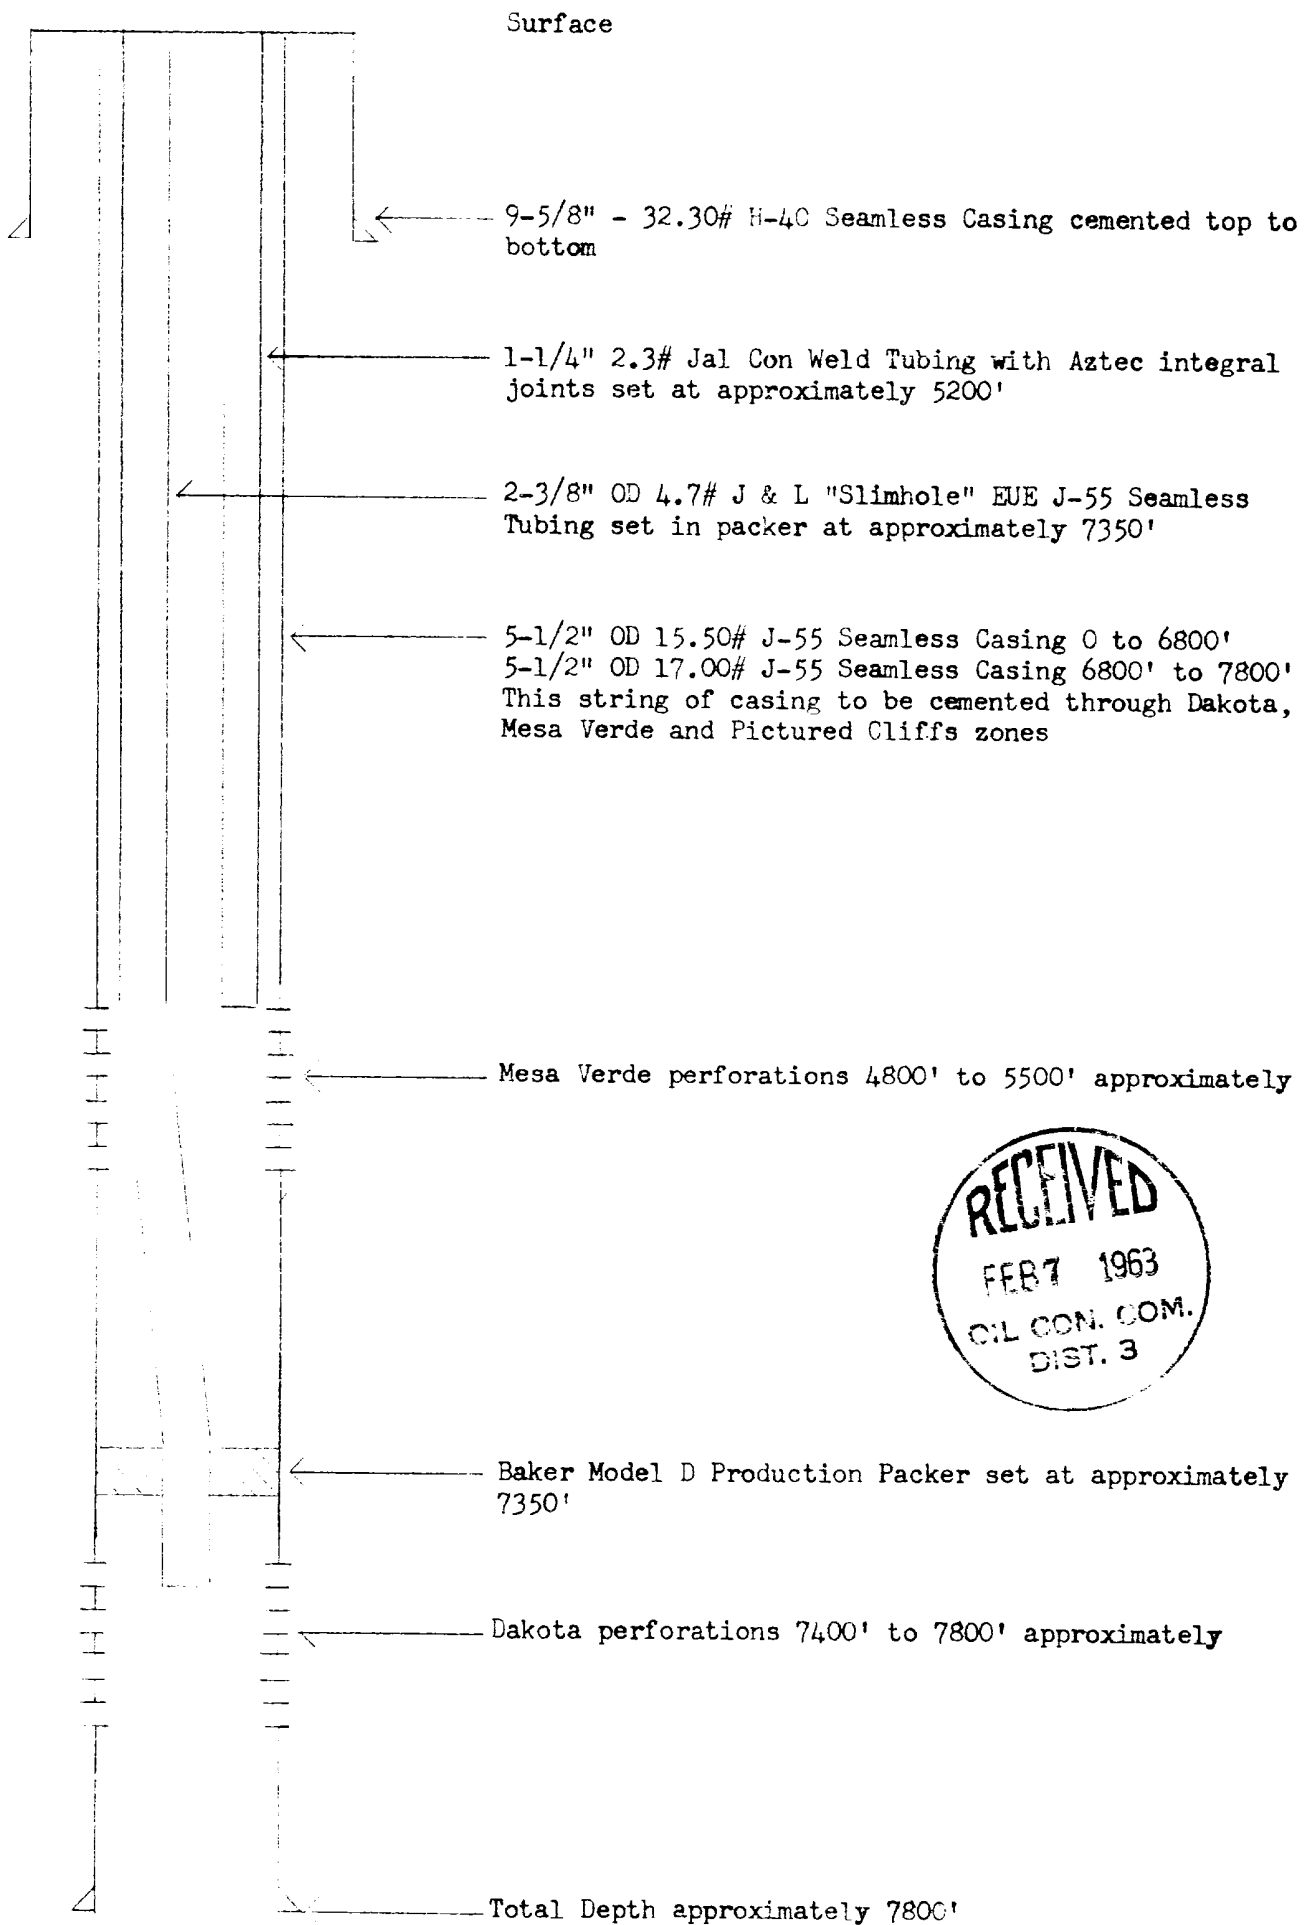 Surface
9-5/8" - 32.30# H-40 Seamless Casing cemented top to
bottom
1-1/4" 2.3# Jal Con Weld Tubing with Aztec integral
joints set at approximately 5200'
2-3/8" OD 4.7# J & L "Slimhole" EUE J-55 Seamless
Tubing set in packer at approximately 7350'
5-1/2" OD 15.50# J-55 Seamless Casing 0 to 6800'
5-1/2" OD 17.00# J-55 Seamless Casing 6800' to 7800'
This string of casing to be cemented through Dakota,
Mesa Verde and Pictured Cliffs zones
Mesa Verde perforations 4800' to 5500' approximately
RECEIVED
FEB 7 1963
OIL CON. COM.
DIST. 3
Baker Model D Production Packer set at approximately
7350'
Dakota perforations 7400' to 7800' approximately
Total Depth approximately 7800'